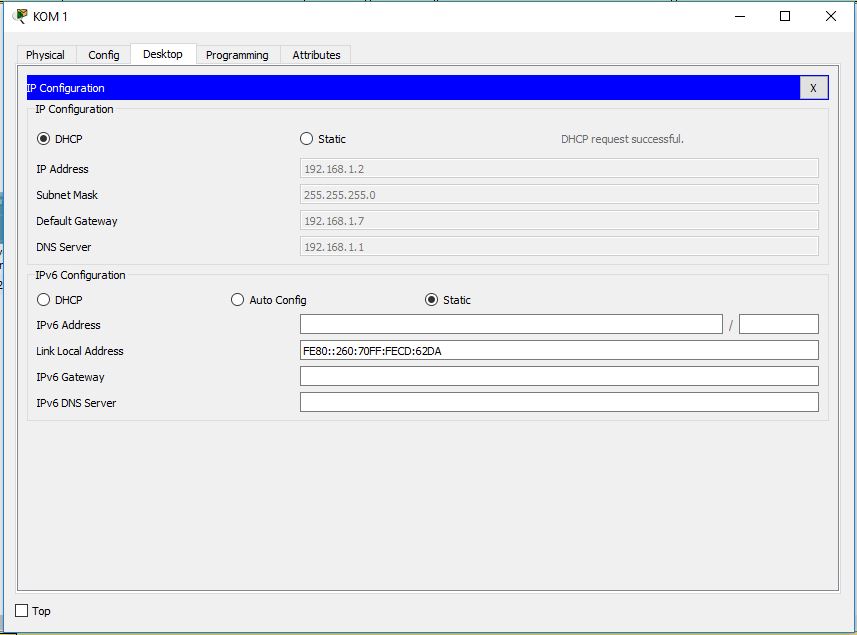 KOM 1
Physical Config Desktop Programming Attributes
IP Configuration X
IP Configuration
DHCP Static DHCP request successful.
IP Address 192.168.1.2
Subnet Mask 255.255.255.0
Default Gateway 192.168.1.7
DNS Server 192.168.1.1
IPv6 Configuration
DHCP Auto Config Static
IPv6 Address /
Link Local Address FE80::260:70FF:FECD:62DA
IPv6 Gateway
IPv6 DNS Server
Top